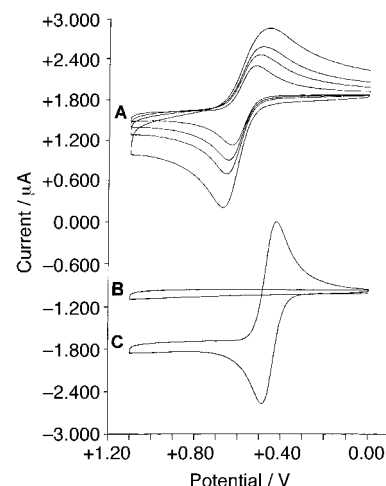 +3.000
+2.400
+1.800
A
+1.200
+0.600
0.000
−0.600
B
−1.200
C
−1.800
−2.400
−3.000
+1.20 +0.80 +0.40 0.00
Current / μA
Potential / V